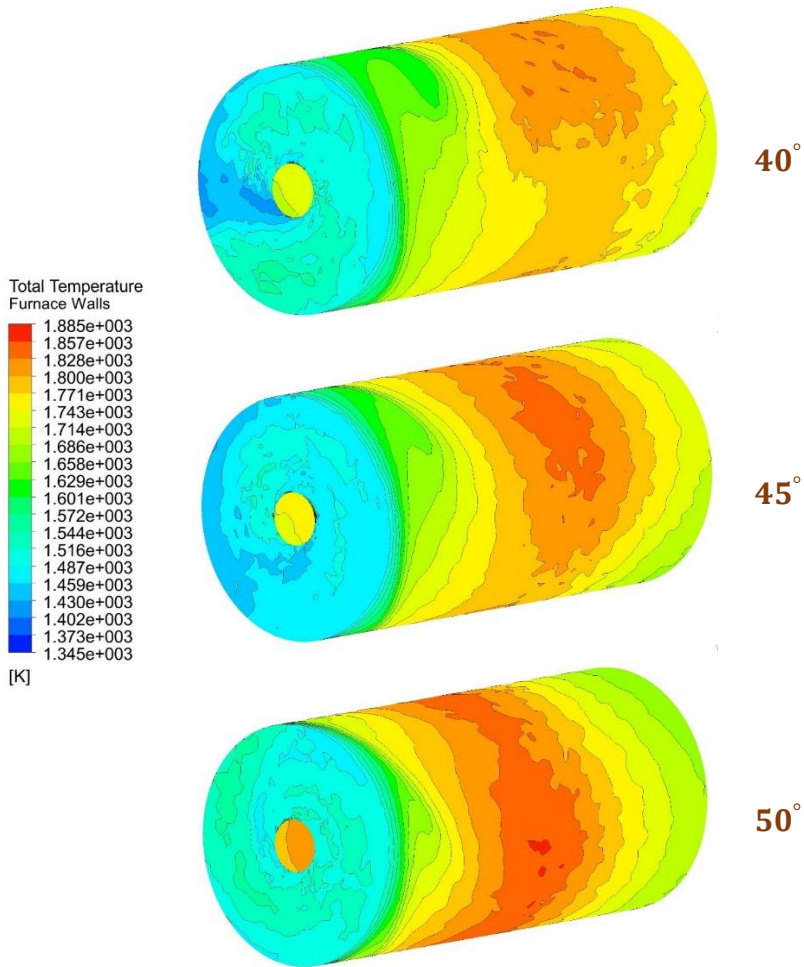 40°
Total Temperature
Furnace Walls
1.885e+003
1.857e+003
1.828e+003
1.800e+003
1.771e+003
1.743e+003
1.714e+003
1.686e+003
1.658e+003
1.629e+003
1.601e+003
1.572e+003
1.544e+003
1.516e+003
1.487e+003
1.459e+003
1.430e+003
1.402e+003
1.373e+003
1.345e+003
[K]
45°
50°